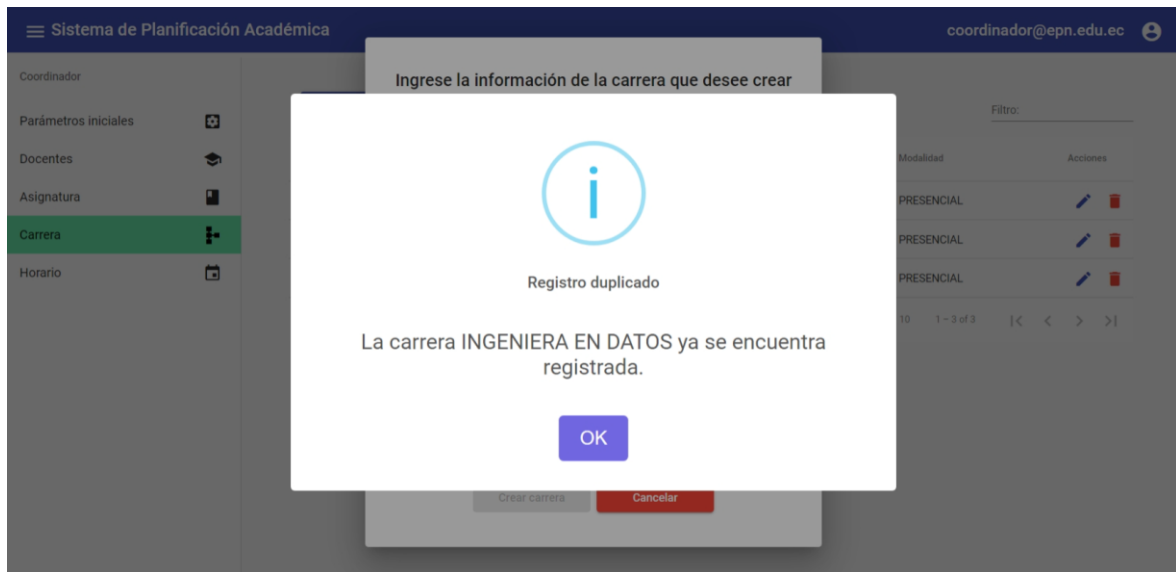 Sistema de Planificación Académica
coordinador@epn.edu.ec
Coordinador
Parámetros iniciales
Docentes
Asignatura
Carrera
Horario
Ingrese la información de la carrera que desee crear
Filtro:
Modalidad Acciones
PRESENCIAL
PRESENCIAL
PRESENCIAL
10 1 – 3 of 3
i
Registro duplicado
La carrera INGENIERA EN DATOS ya se encuentra
registrada.
OK
Crear carrera Cancelar